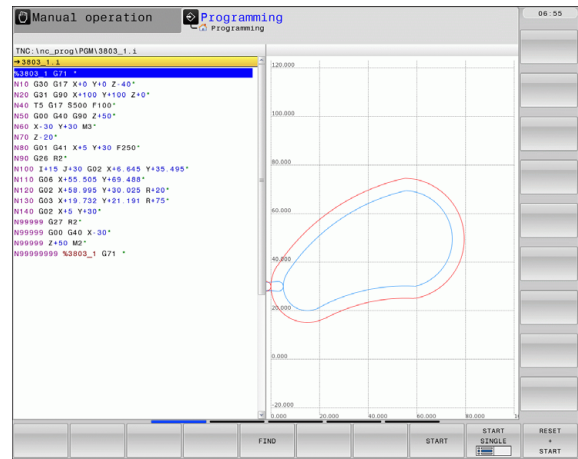 Manual operation
Programming
Programming
06:55
TNC:\nc_prog\PGM\3803_1.i
→3803_1.i
%3803_1 G71 *
N10 G30 G17 X+0 Y+0 Z-40*
N20 G31 G90 X+100 Y+100 Z+0*
N40 T5 G17 S500 F100*
N50 G00 G40 G90 Z+50*
N60 X-30 Y+30 M3*
N70 Z-20*
N80 G01 G41 X+5 Y+30 F250*
N90 G26 R2*
N100 I+15 J+30 G02 X+6.645 Y+35.495*
N110 G06 X+55.505 Y+69.488*
N120 G02 X+58.995 Y+30.025 R+20*
N130 G03 X+19.732 Y+21.191 R+75*
N140 G02 X+5 Y+30*
N99999 G27 R2*
N99999 G00 G40 X-30*
N99999 Z+50 M2*
N99999999 %3803_1 G71 *
120.000
100.000
80.000
60.000
40.000
20.000
0.000
-20.000
0.000 20.000 40.000 60.000 80.000
FIND
START
START
SINGLE
RESET
+
START